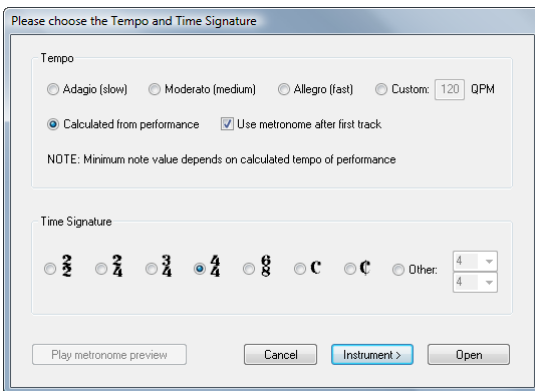 Please choose the Tempo and Time Signature
Tempo
Adagio (slow) Moderato (medium) Allegro (fast) Custom: 120 QPM
Calculated from performance Use metronome after first track
NOTE: Minimum note value depends on calculated tempo of performance
Time Signature
2/2 2/4 3/4 4/4 6/8 C ¢ Other: 4
4
Play metronome preview Cancel Instrument > Open